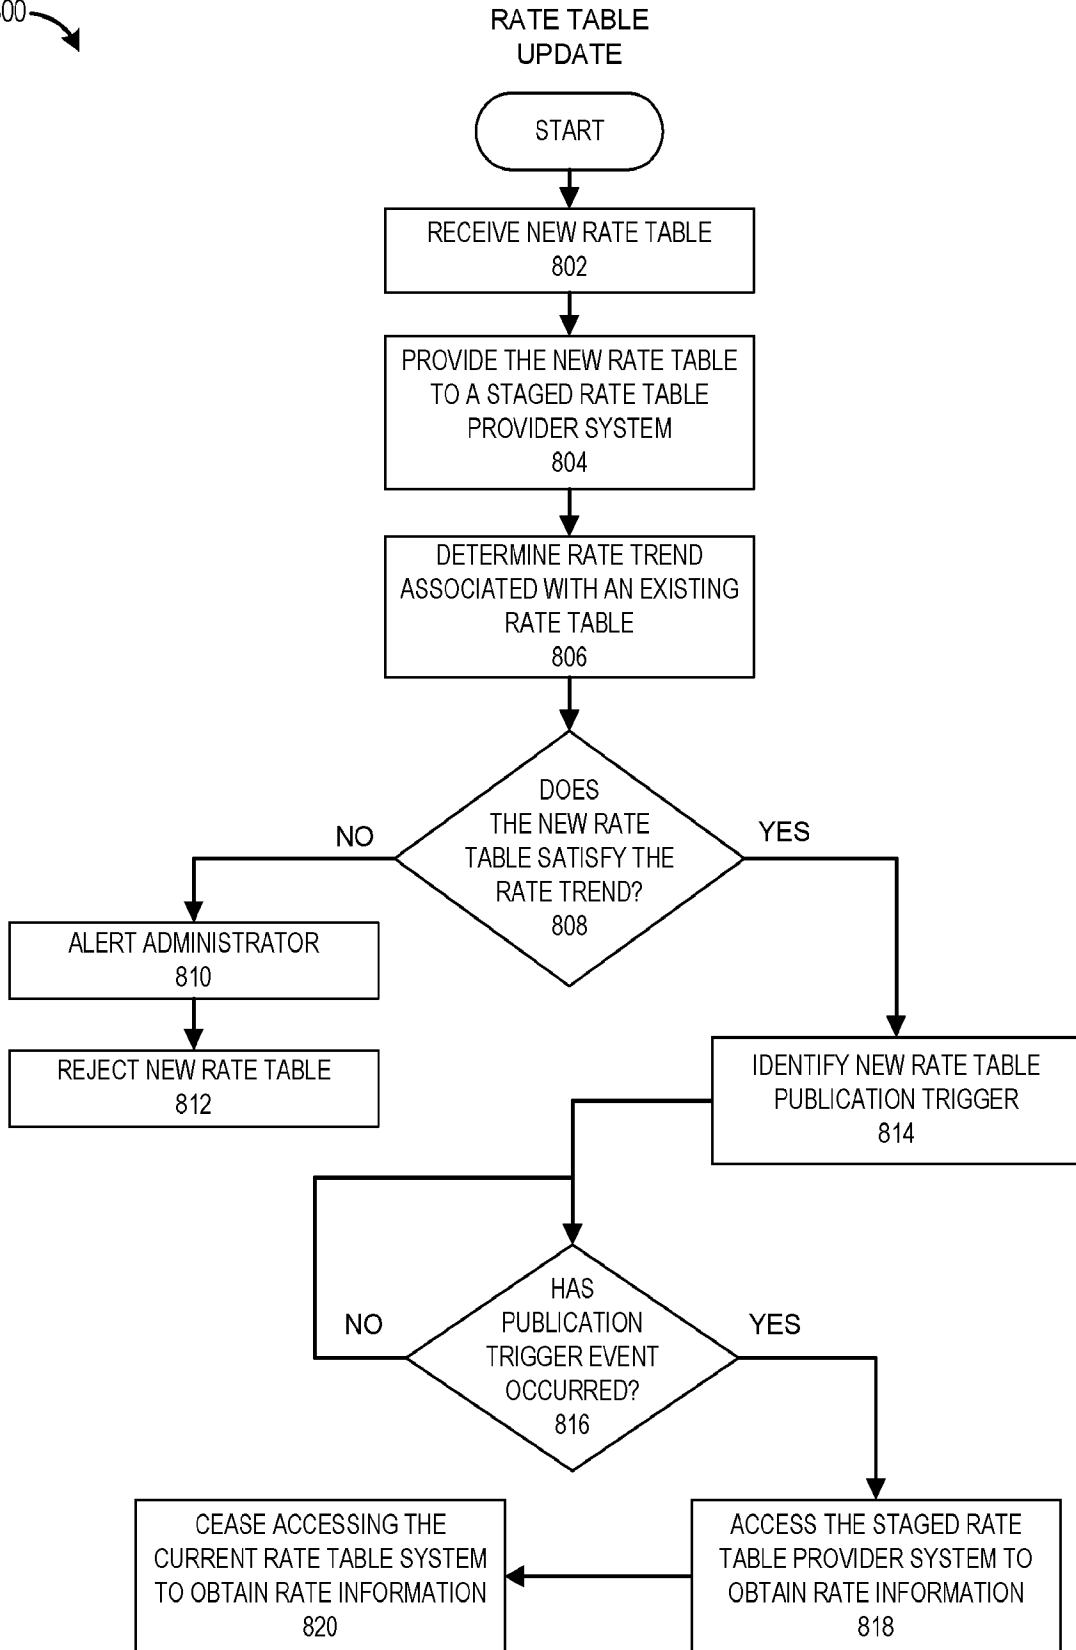 00
RATE TABLE
UPDATE
START
RECEIVE NEW RATE TABLE
802
PROVIDE THE NEW RATE TABLE
TO A STAGED RATE TABLE
PROVIDER SYSTEM
804
DETERMINE RATE TREND
ASSOCIATED WITH AN EXISTING
RATE TABLE
806
DOES
THE NEW RATE
TABLE SATISFY THE
RATE TREND?
808
NO
YES
ALERT ADMINISTRATOR
810
REJECT NEW RATE TABLE
812
IDENTIFY NEW RATE TABLE
PUBLICATION TRIGGER
814
HAS
PUBLICATION
TRIGGER EVENT
OCCURRED?
816
NO
YES
CEASE ACCESSING THE
CURRENT RATE TABLE SYSTEM
TO OBTAIN RATE INFORMATION
820
ACCESS THE STAGED RATE
TABLE PROVIDER SYSTEM TO
OBTAIN RATE INFORMATION
818